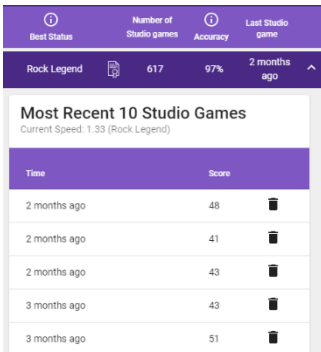 Best Status
Number of
Studio games
Accuracy
Last Studio
game
Rock Legend
617
97%
2 months
ago
Most Recent 10 Studio Games
Current Speed: 1.33 (Rock Legend)
Time Score
2 months ago 48
2 months ago 41
2 months ago 43
3 months ago 43
3 months ago 51